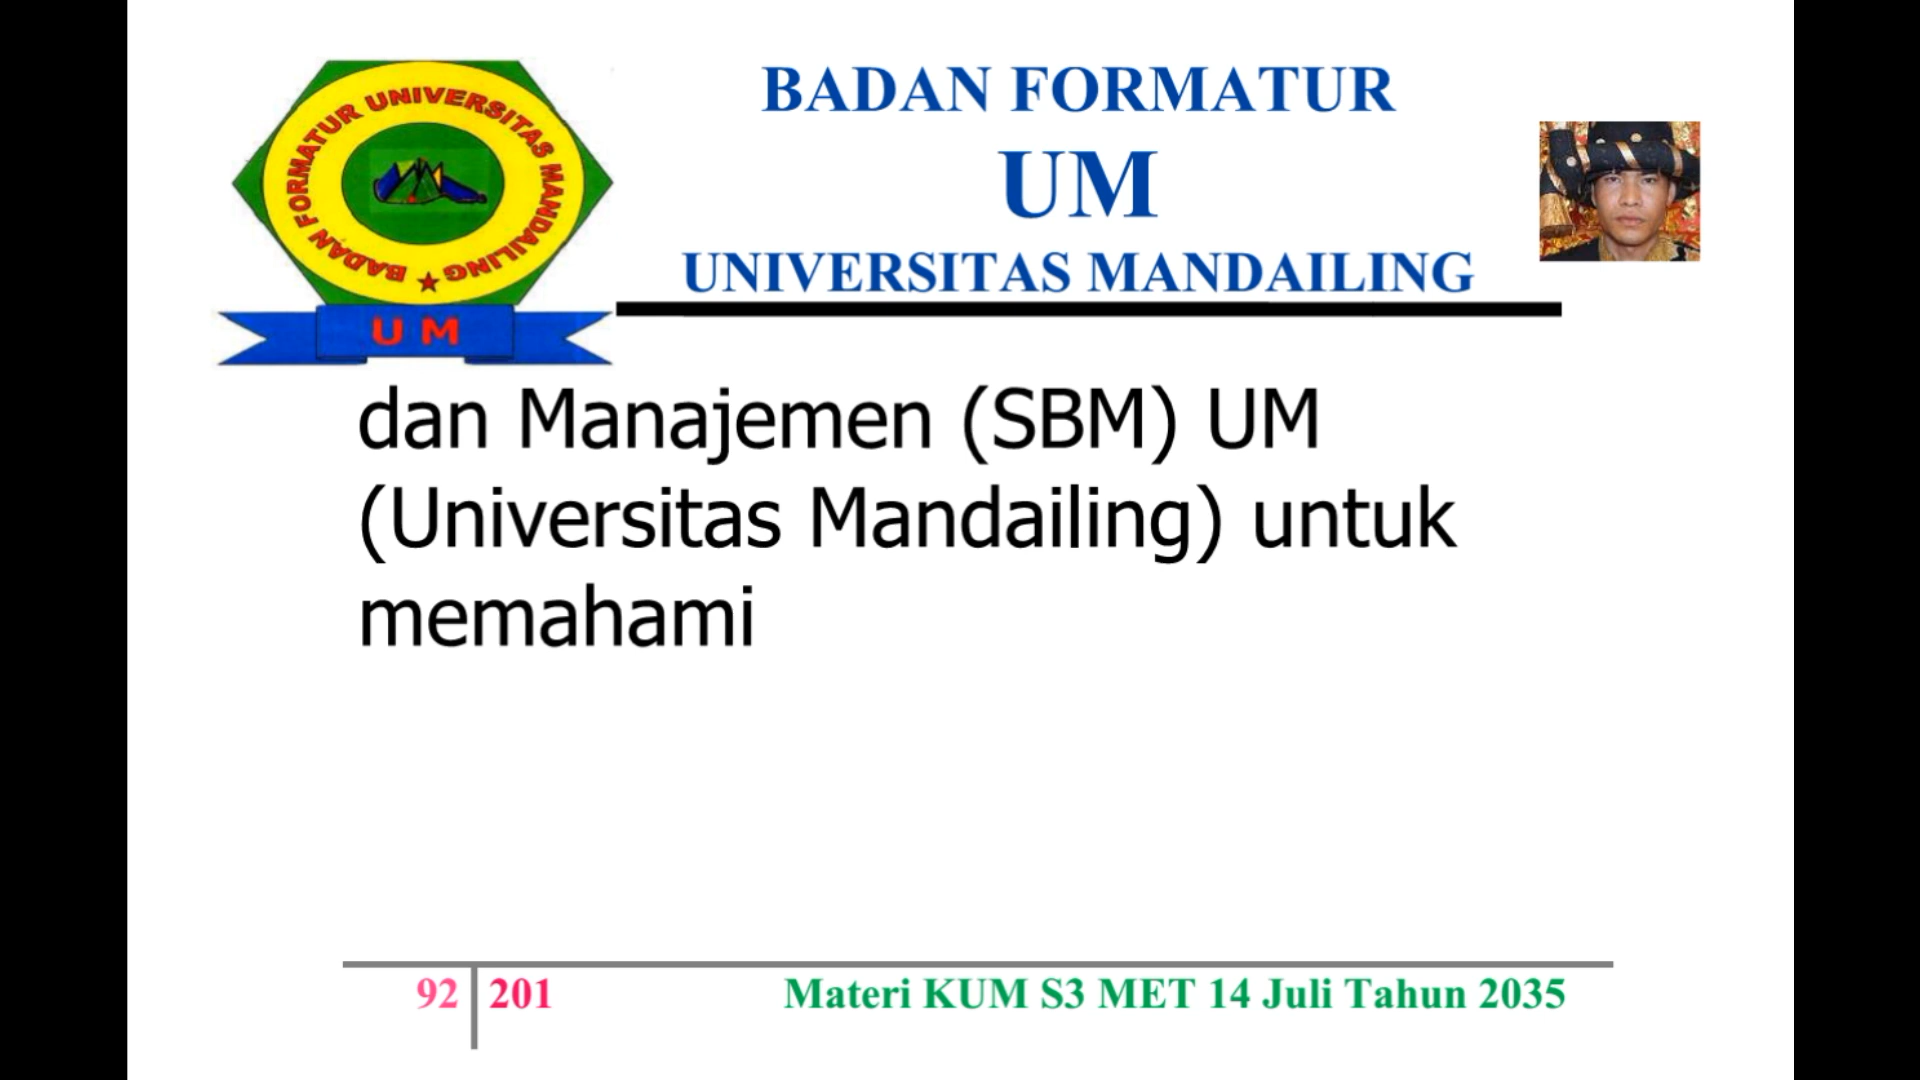 BADAN FORMATUR UNIVERSITAS MANDAILING
U M
BADAN FORMATUR
UM
UNIVERSITAS MANDAILING
dan Manajemen (SBM) UM
(Universitas Mandailing) untuk
memahami
92 201
Materi KUM S3 MET 14 Juli Tahun 2035